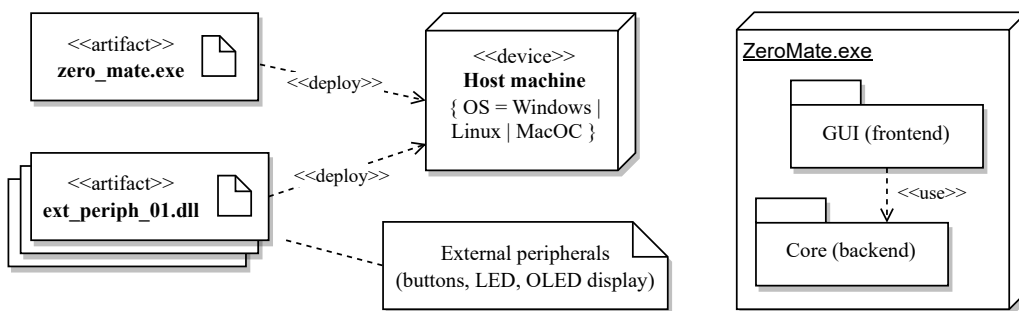 <<artifact>>
zero_mate.exe
<<deploy>>
<<device>>
Host machine
{ OS = Windows |
Linux | MacOC }
<<artifact>>
ext_periph_01.dll
<<deploy>>
External peripherals
(buttons, LED, OLED display)
ZeroMate.exe
GUI (frontend)
<<use>>
Core (backend)